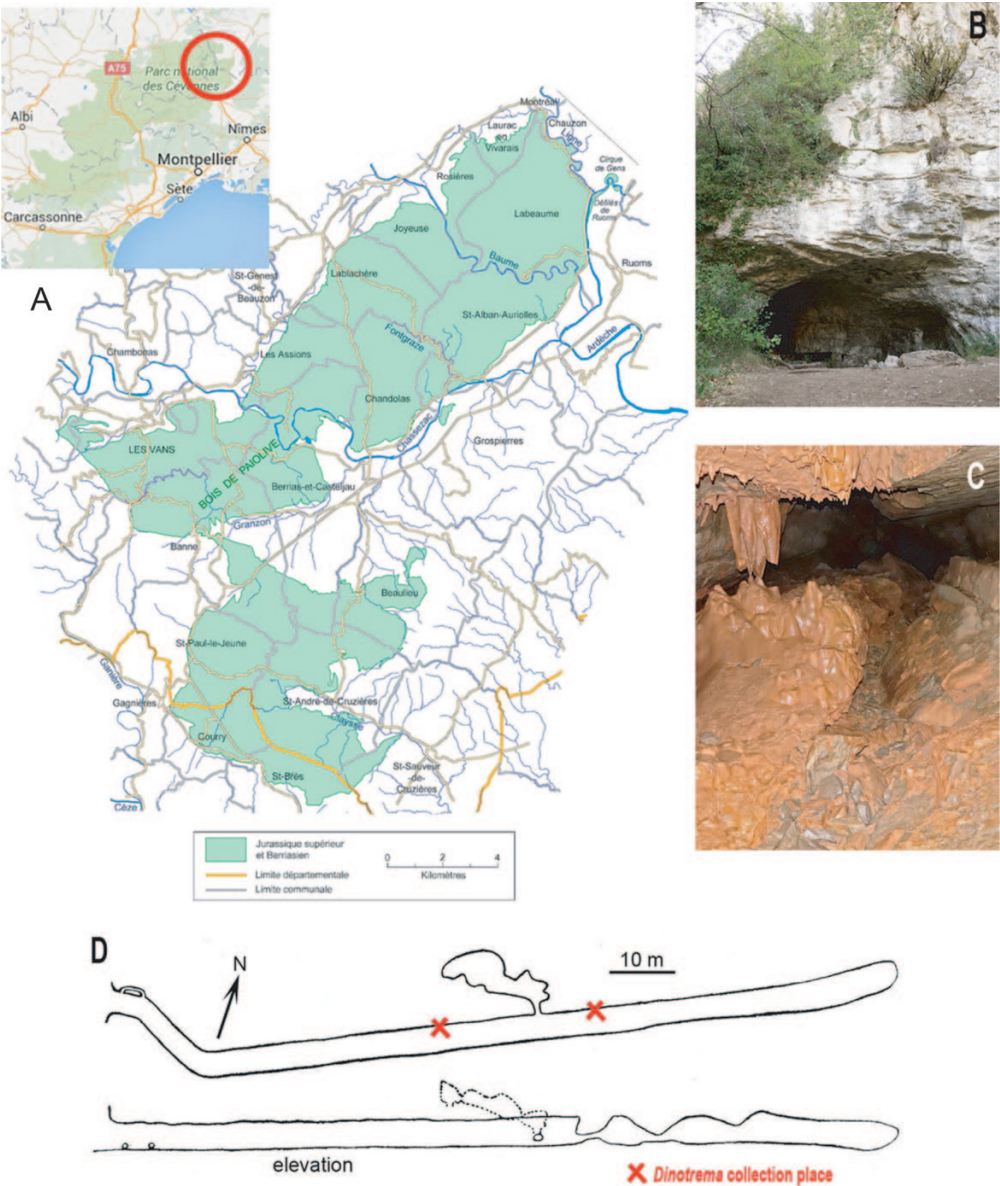 A75
Parc national
des Cévennes
Albi
Nîmes
Montpellier
Sète
Carcassonne
A
Montréal
Chauzon
Laurac
en
Vivarais
Ligne
Rosières
Cirque
de Gens
Défilés
de
Ruoms
Labeaume
Joyeuse
Baume
Ruoms
St-Genest
-de-
Beauzon
Lablachère
St-Alban-Auriolles
Fontgraze
Ardèche
Chambonas
Les Assions
Chandolas
Chassezac
Grospierres
LES VANS
BOIS DE PAIOLIVE
Berrias-et-Casteljau
Granzon
Banne
Beaulieu
St-Paul-le-Jeune
Ganière
Gagnières
St-André-de-Cruzières
Claysse
Courry
St-Sauveur
-de-
Cruzières
St-Brès
Cèze
Jurassique supérieur
et Berriasien
Limite départementale
Limite communale
0 2 4
Kilomètres
B
C
D
N
10 m
elevation
Dinotrema collection place